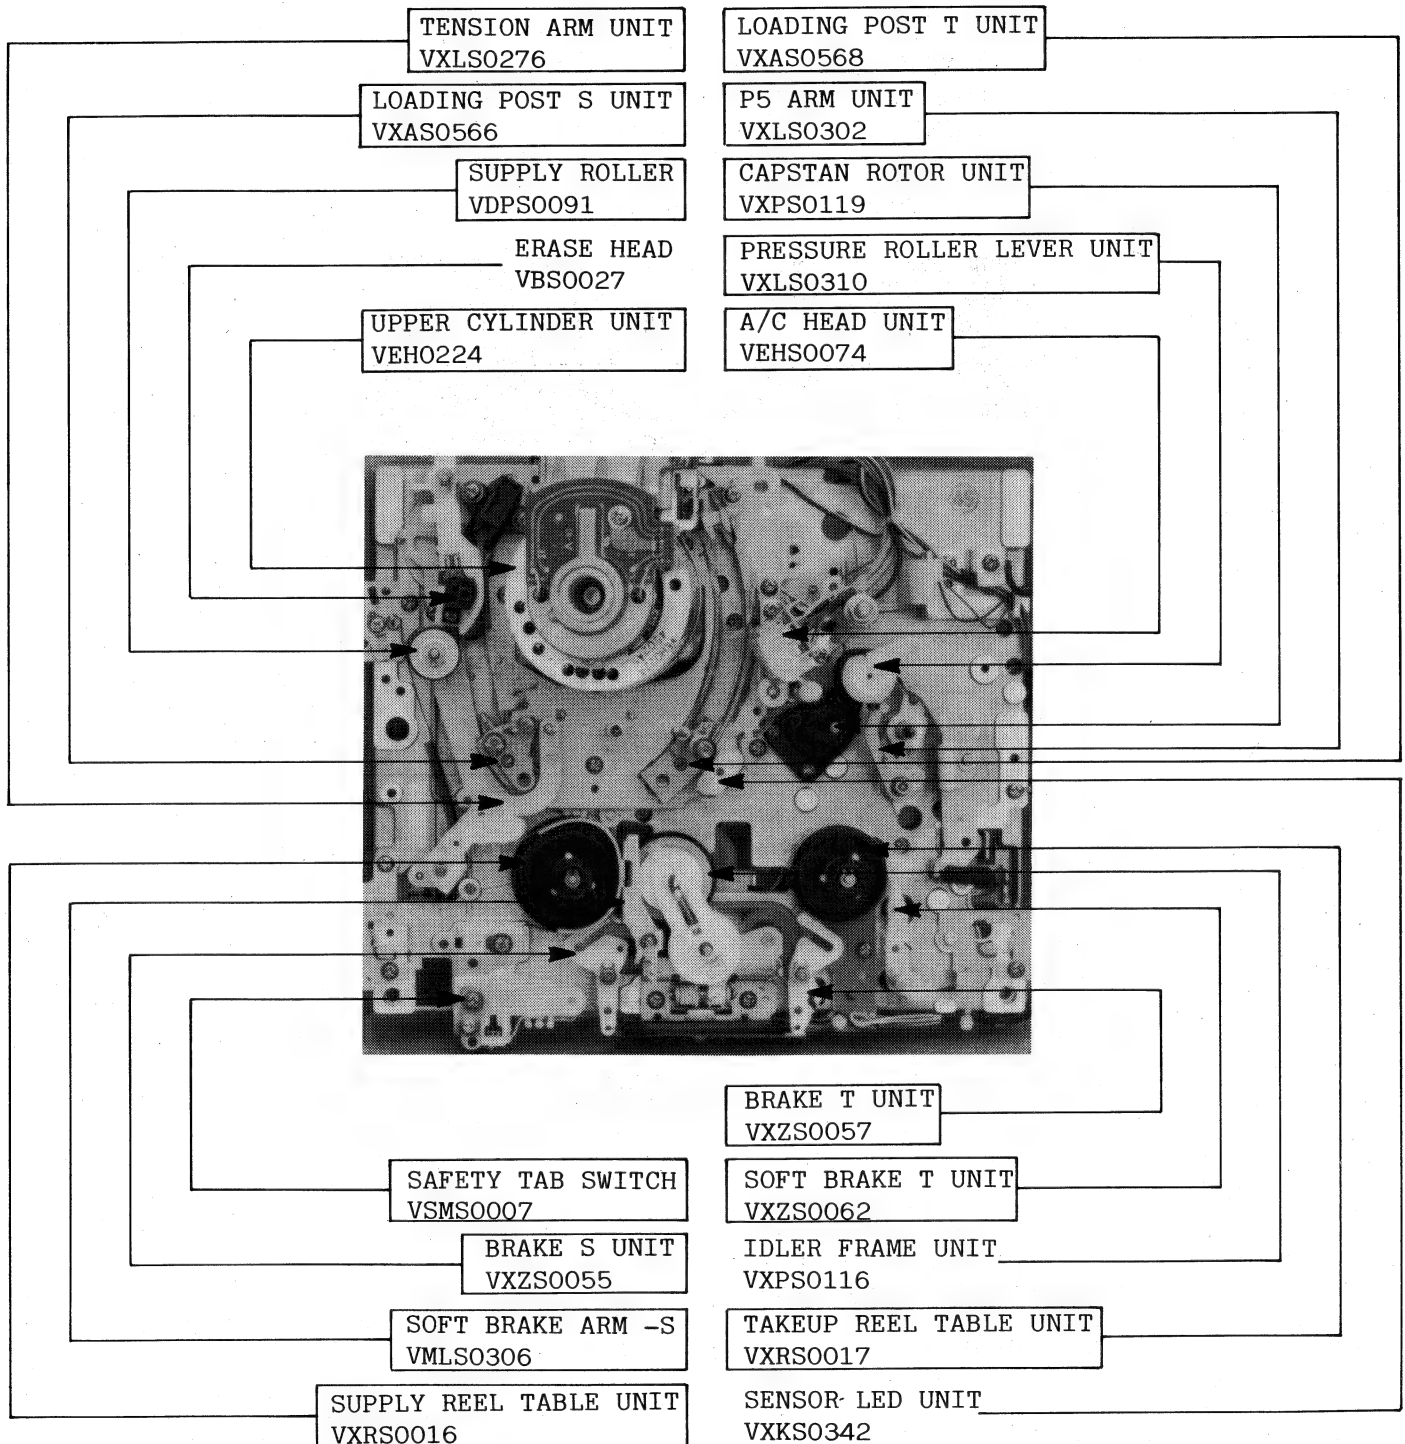 TENSION ARM UNIT
VXLS0276
LOADING POST S UNIT
VXAS0566
SUPPLY ROLLER
VDPS0091
ERASE HEAD
VBS0027
UPPER CYLINDER UNIT
VEH0224
LOADING POST T UNIT
VXAS0568
P5 ARM UNIT
VXLS0302
CAPSTAN ROTOR UNIT
VXPS0119
PRESSURE ROLLER LEVER UNIT
VXLS0310
A/C HEAD UNIT
VEHS0074
SAFETY TAB SWITCH
VSMS0007
BRAKE S UNIT
VXZS0055
SOFT BRAKE ARM -S
VMLS0306
SUPPLY REEL TABLE UNIT
VXRS0016
BRAKE T UNIT
VXZS0057
SOFT BRAKE T UNIT
VXZS0062
IDLER FRAME UNIT
VXPS0116
TAKEUP REEL TABLE UNIT
VXRS0017
SENSOR LED UNIT
VXKS0342